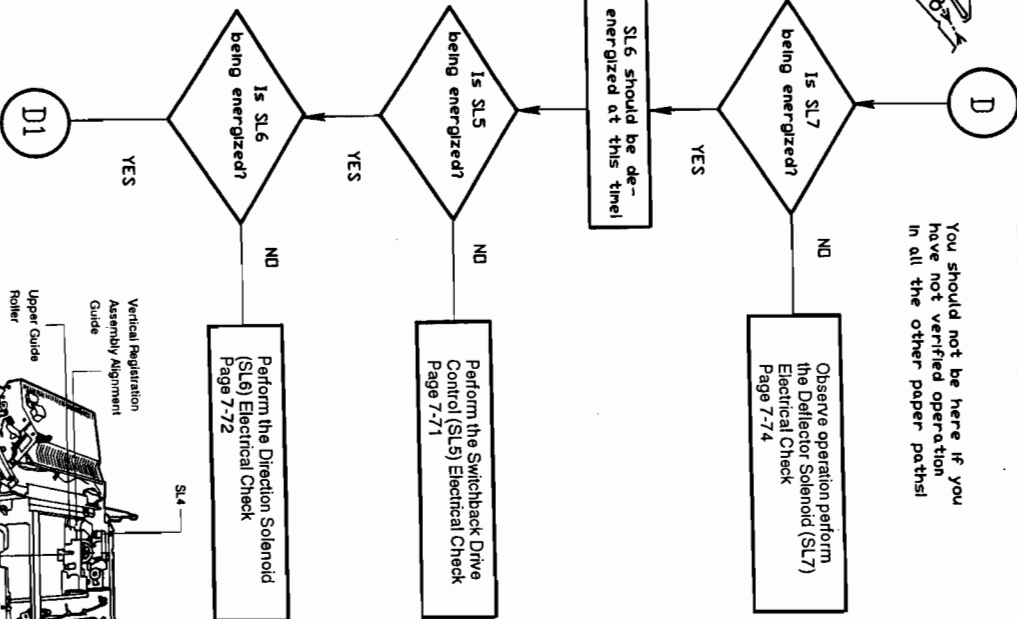 D
You should not be here if you
have not verified operation
in all the other paper paths!
Is SL7
being energized?
NO
Observe operation perform
the Deflector Solenoid (SL7)
Electrical Check
Page 7-74
YES
SL6 should be de-
energized at this time!
Is SL5
being energized?
NO
Perform the Switchback Drive
Control (SL5) Electrical Check
Page 7-71
YES
Is SL6
being energized?
NO
Perform the Direction Solenoid
(SL6) Electrical Check
Page 7-72
YES
D1
Vertical Registration
Assembly Alignment
Guide
Upper Guide
Roller
SL4